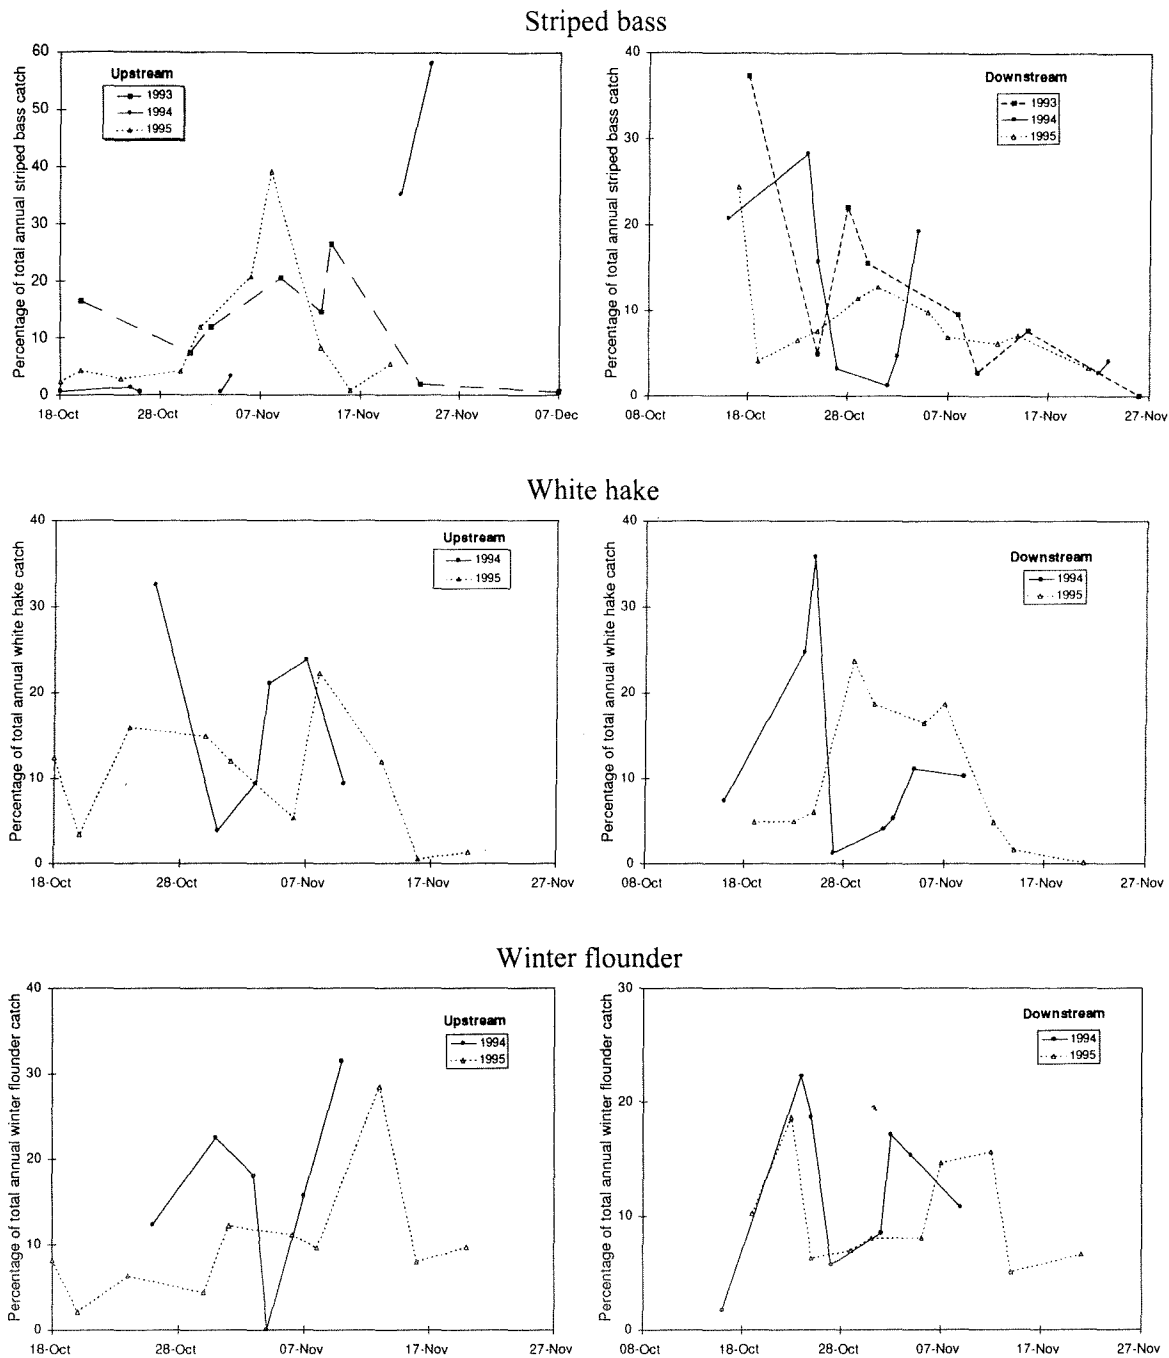 Striped bass
Percentage of total annual striped bass catch
60
50
40
30
20
10
0
Upstream
1993
1994
1995
18-Oct 28-Oct 07-Nov 17-Nov 27-Nov 07-Dec
Percentage of total annual striped bass catch
40
30
20
10
0
Downstream
1993
1994
1995
08-Oct 18-Oct 28-Oct 07-Nov 17-Nov 27-Nov
White hake
Percentage of total annual white hake catch
40
30
20
10
0
Upstream
1994
1995
18-Oct 28-Oct 07-Nov 17-Nov 27-Nov
Percentage of total annual white hake catch
40
30
20
10
0
Downstream
1994
1995
08-Oct 18-Oct 28-Oct 07-Nov 17-Nov 27-Nov
Winter flounder
Percentage of total annual winter flounder catch
40
30
20
10
0
Upstream
1994
1995
18-Oct 28-Oct 07-Nov 17-Nov 27-Nov
Percentage of total annual winter flounder catch
30
20
10
0
Downstream
1994
1995
08-Oct 18-Oct 28-Oct 07-Nov 17-Nov 27-Nov